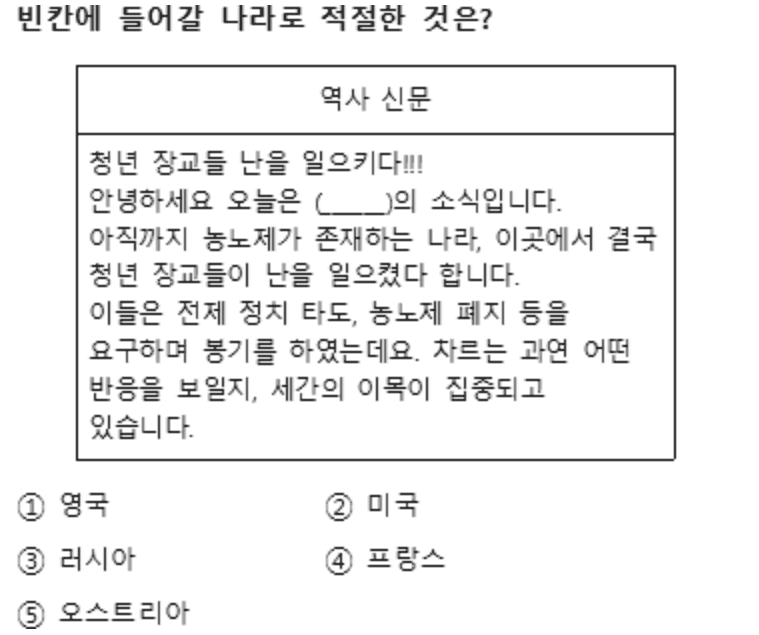 빈칸에 들어갈 나라로 적절한 것은?
역사 신문
청년 장교들 난을 일으키다!!!
안녕하세요 오늘은 (_____)의 소식입니다.
아직까지 농노제가 존재하는 나라, 이곳에서 결국
청년 장교들이 난을 일으켰다 합니다.
이들은 전제 정치 타도, 농노제 폐지 등을
요구하며 봉기를 하였는데요. 차르는 과연 어떤
반응을 보일지, 세간의 이목이 집중되고
있습니다.
① 영국 ② 미국
③ 러시아 ④ 프랑스
⑤ 오스트리아